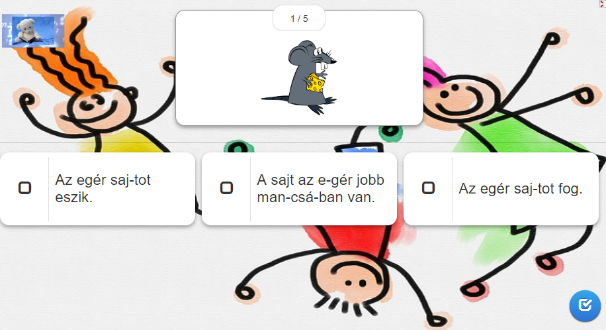 1 / 5
Az egér saj-tot
eszik.
A sajt az e-gér jobb
man-csá-ban van.
Az egér saj-tot fog.